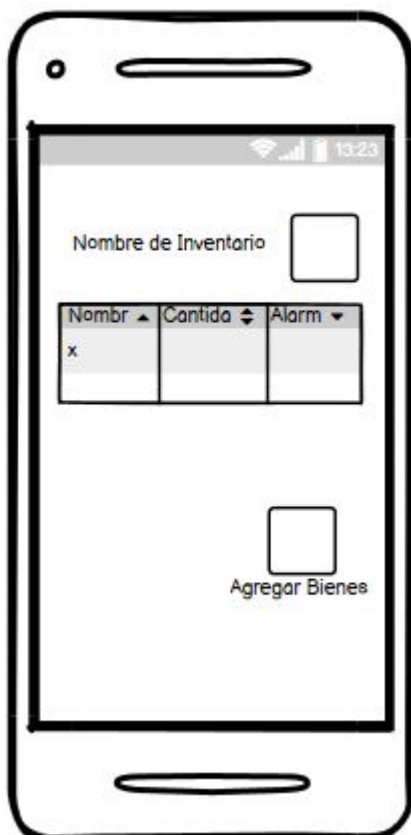 13:23
Nombre de Inventario
Nombr Cantida Alarm
x
Agregar Bienes